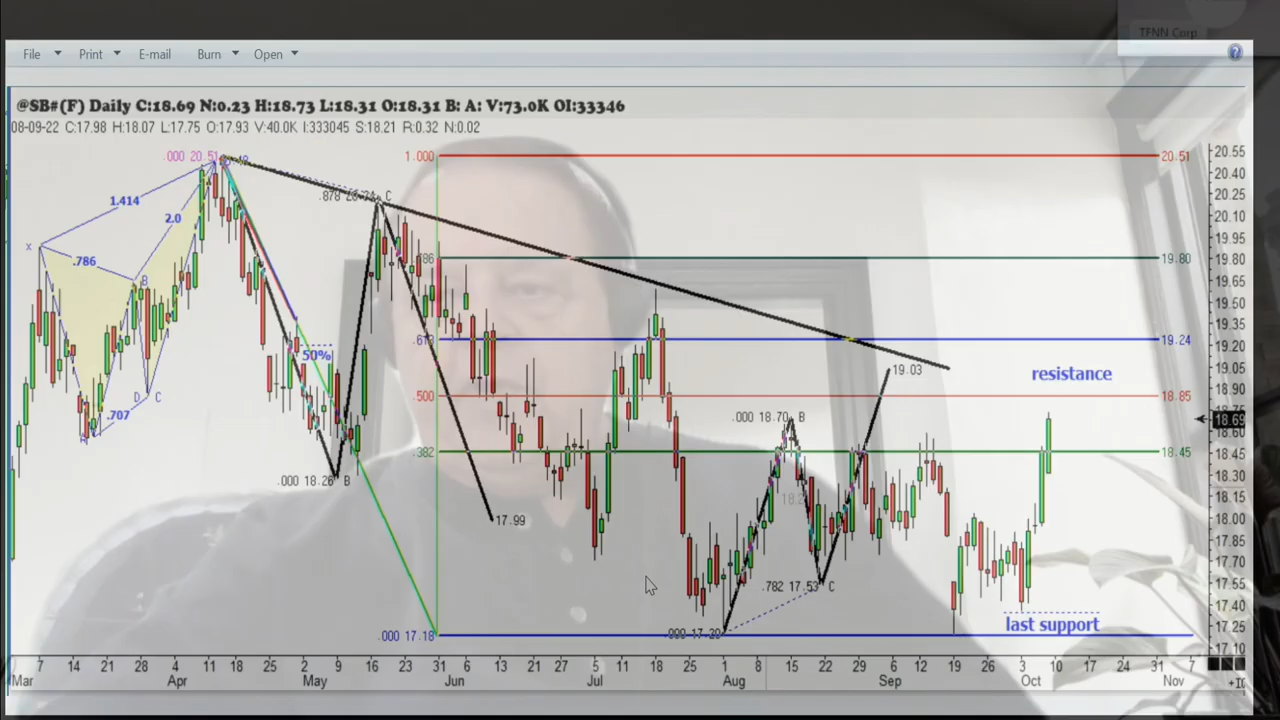 TFNN Corp
File Print E-mail Burn Open
@SB#(F) Daily C:18.69 N:0.23 H:18.73 L:18.31 O:18.31 B: A: V:73.0K OI:33346
08-09-22 C:17.98 H:18.07 L:17.75 O:17.93 V:40.0K I:333045 S:18.21 R:0.32 N:0.02
.000 20.51
1.000
20.51
20.55
20.40
20.25
20.10
19.95
19.80
19.65
19.50
19.35
19.20
19.05
18.90
18.69
18.60
18.45
18.30
18.15
18.00
17.85
17.70
17.55
17.40
17.25
17.10
1.414
2.0
.786
X
B
D C
.707
.878
C
19.80
50%
19.24
19.03
resistance
.500
18.85
.000 18.70 B
.382
18.45
.000 18.26 B
17.99
.782 17.53 C
last support
.000 17.18
7 14 21 28 4 11 18 25 2 9 16 23 31 6 13 21 27 5 11 18 25 1 8 15 22 29 6 12 19 26 3 10 17 24 31 7
Mar Apr May Jun Jul Aug Sep Oct Nov